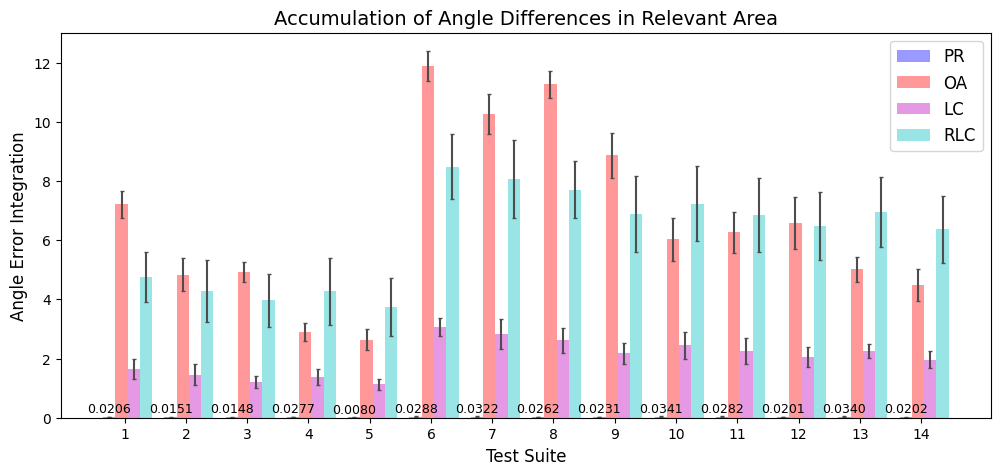 Accumulation of Angle Differences in Relevant Area
PR
OA
LC
RLC
Angle Error Integration
12
10
8
6
4
2
0
0.0206 0.0151 0.0148 0.0277 0.0080 0.0288 0.0322 0.0262 0.0231 0.0341 0.0282 0.0201 0.0340 0.0202
1 2 3 4 5 6 7 8 9 10 11 12 13 14
Test Suite